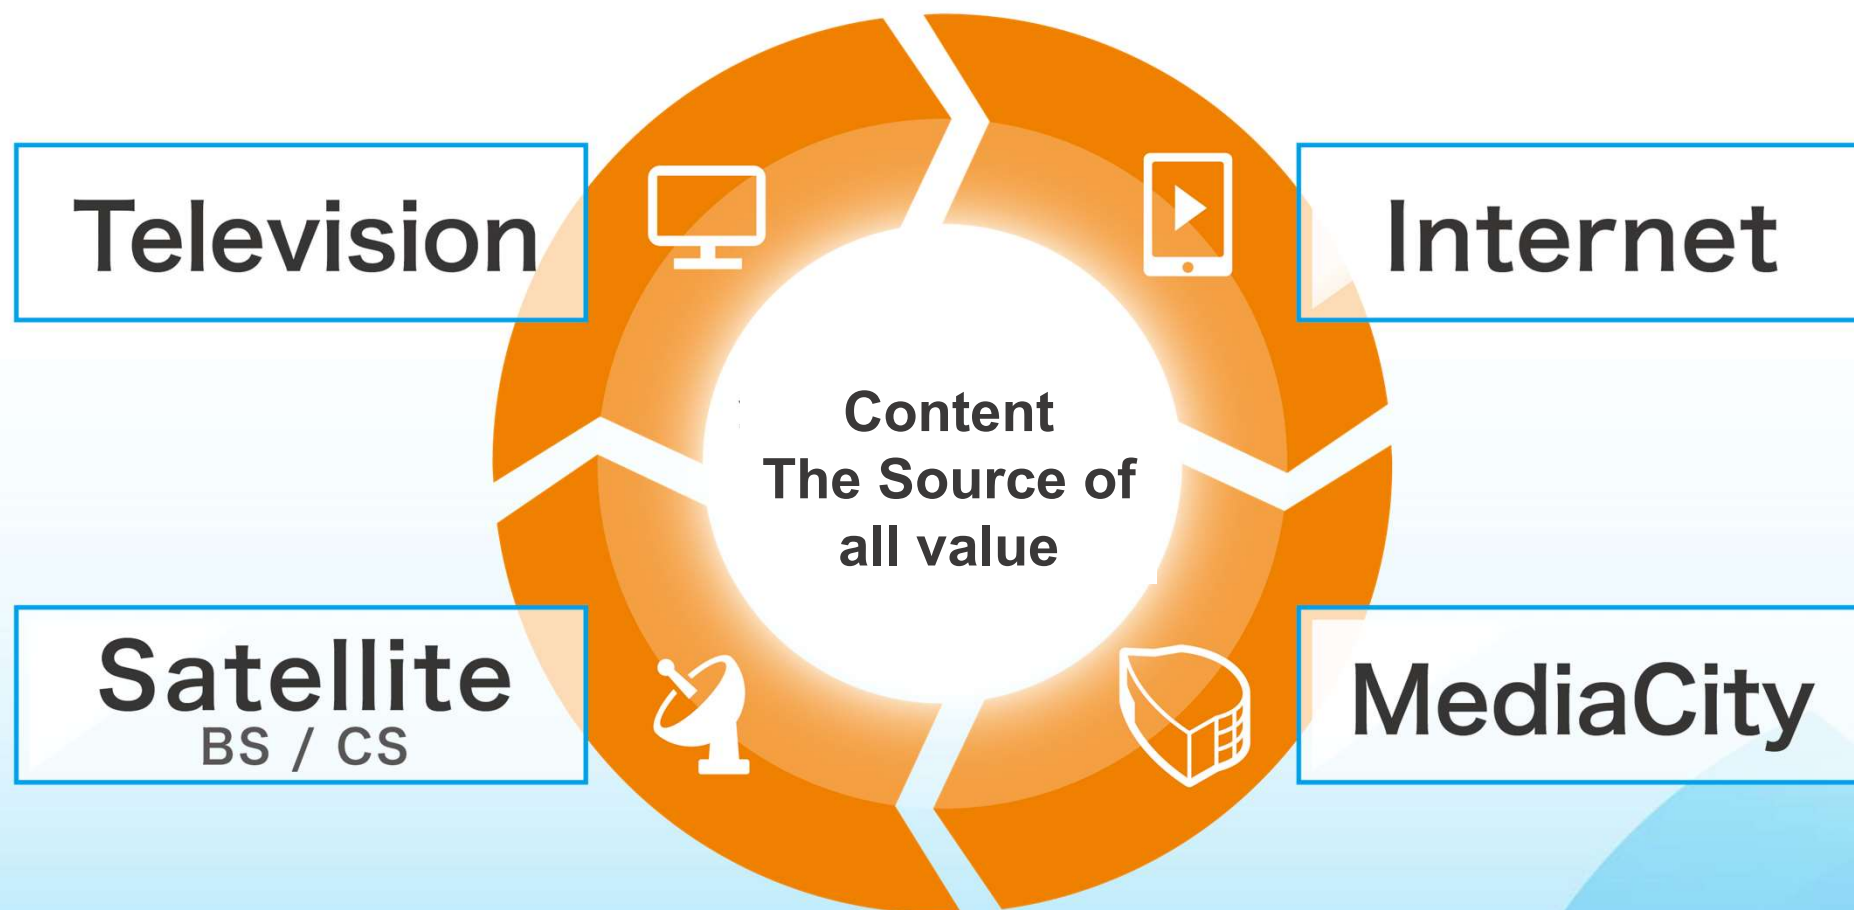 Television
Internet
Content
The Source of
all value
Satellite
BS / CS
MediaCity